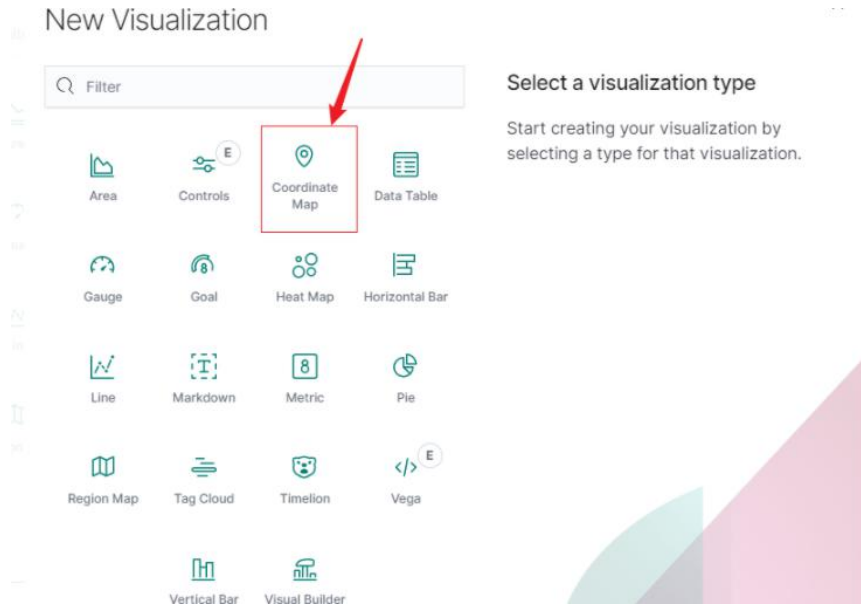 New Visualization
Filter
Select a visualization type
Start creating your visualization by
selecting a type for that visualization.
E
Area
Controls
Coordinate
Map
Data Table
8
Gauge
Goal
Heat Map
Horizontal Bar
T
8
Line
Markdown
Metric
Pie
E
Region Map
Tag Cloud
Timelion
Vega
Vertical Bar
Visual Builder